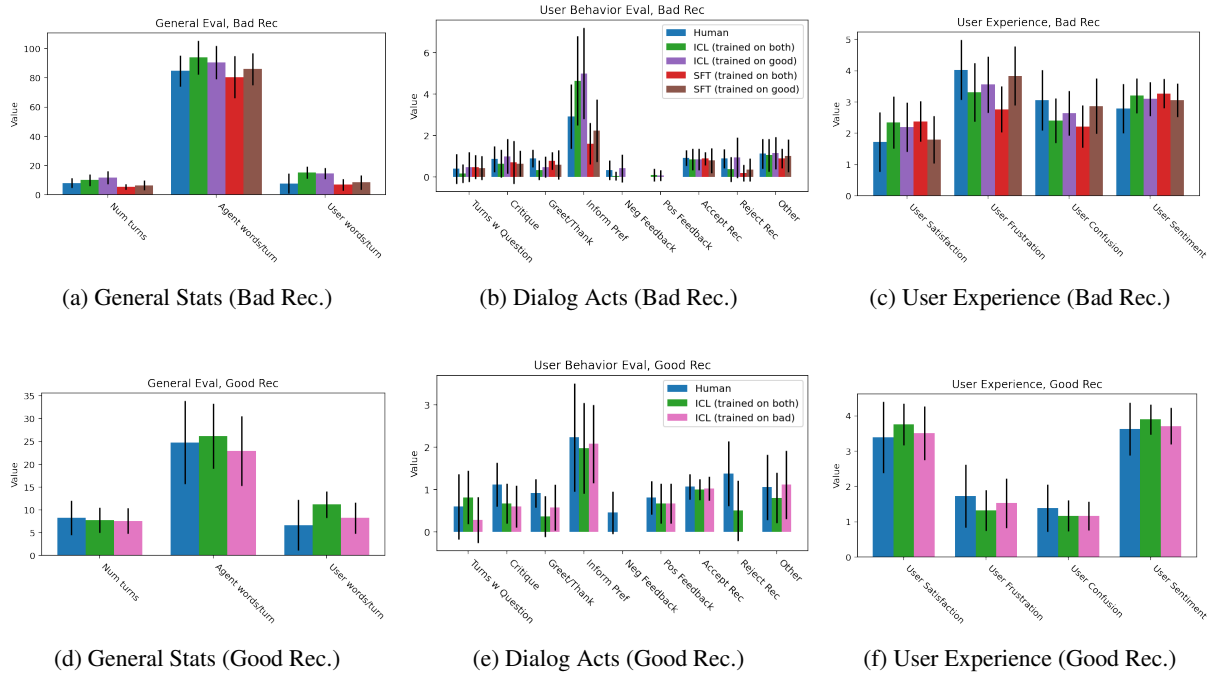 General Eval, Bad Rec
Value
100
80
60
40
20
0
Num turns
Agent words/turn
User words/turn
(a) General Stats (Bad Rec.)
User Behavior Eval, Bad Rec
Value
6
4
2
0
Human
ICL (trained on both)
ICL (trained on good)
SFT (trained on both)
SFT (trained on good)
Turns w Question
Critique
Greet/Thank
Inform Pref
Neg Feedback
Pos Feedback
Accept Rec
Reject Rec
Other
(b) Dialog Acts (Bad Rec.)
User Experience, Bad Rec
Value
5
4
3
2
1
0
User Satisfaction
User Frustration
User Confusion
User Sentiment
(c) User Experience (Bad Rec.)
General Eval, Good Rec
Value
35
30
25
20
15
10
5
0
Num turns
Agent words/turn
User words/turn
(d) General Stats (Good Rec.)
User Behavior Eval, Good Rec
Value
3
2
1
0
Human
ICL (trained on both)
ICL (trained on bad)
Turns w Question
Critique
Greet/Thank
Inform Pref
Neg Feedback
Pos Feedback
Accept Rec
Reject Rec
Other
(e) Dialog Acts (Good Rec.)
User Experience, Good Rec
Value
4
3
2
1
0
User Satisfaction
User Frustration
User Confusion
User Sentiment
(f) User Experience (Good Rec.)